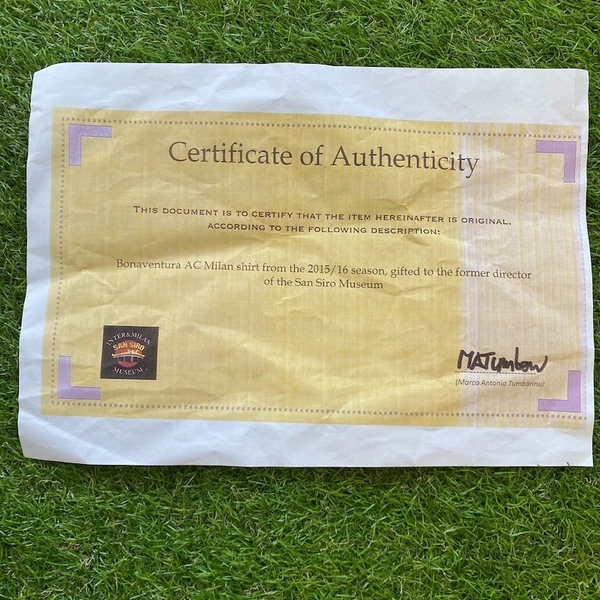 Certificate of Authenticity
THIS DOCUMENT IS TO CERTIFY THAT THE ITEM HEREINAFTER IS ORIGINAL,
ACCORDING TO THE FOLLOWING DESCRIPTION:
Bonaventura AC Milan shirt from the 2015/16 season, gifted to the former director
of the San Siro Museum
INTER&MILAN
SAN SIRO
MUSEUM
MATumbow
(Marco Antonio Tumbarinu)